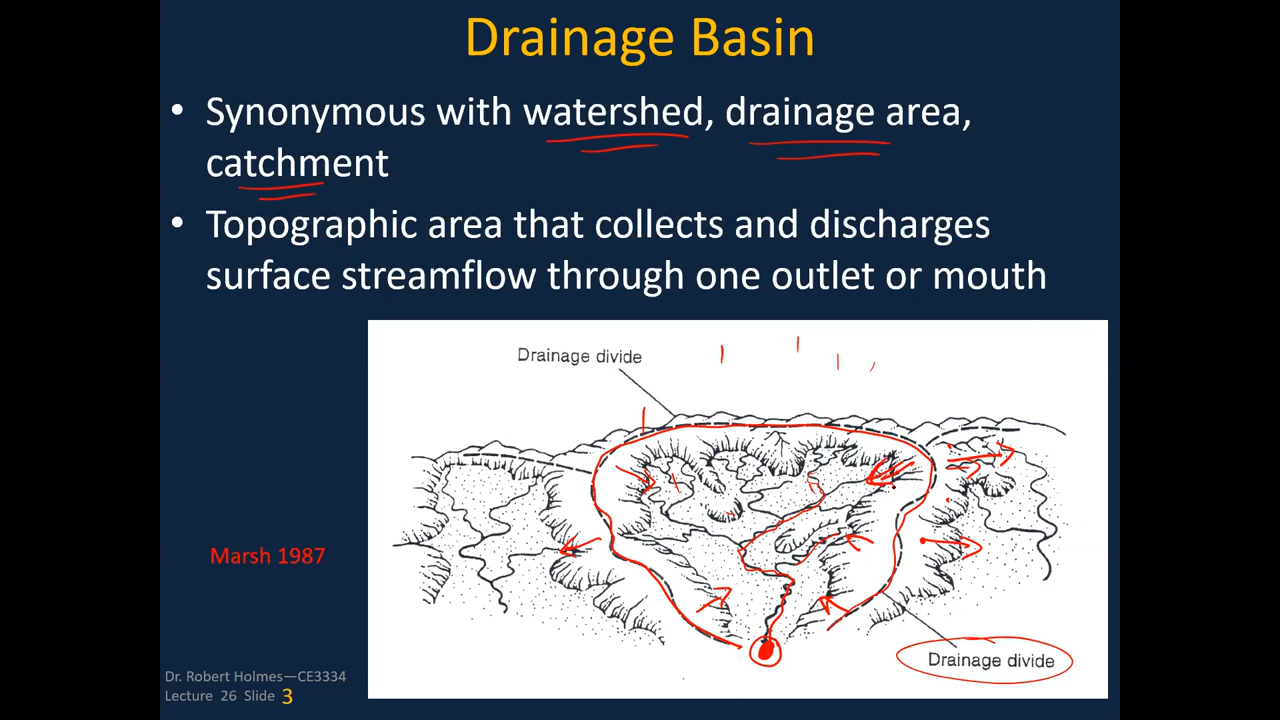 Drainage Basin
• Synonymous with watershed, drainage area,
catchment
• Topographic area that collects and discharges
surface streamflow through one outlet or mouth
Drainage divide
Marsh 1987
Drainage divide
Dr. Robert Holmes—CE3334
Lecture 26 Slide 3